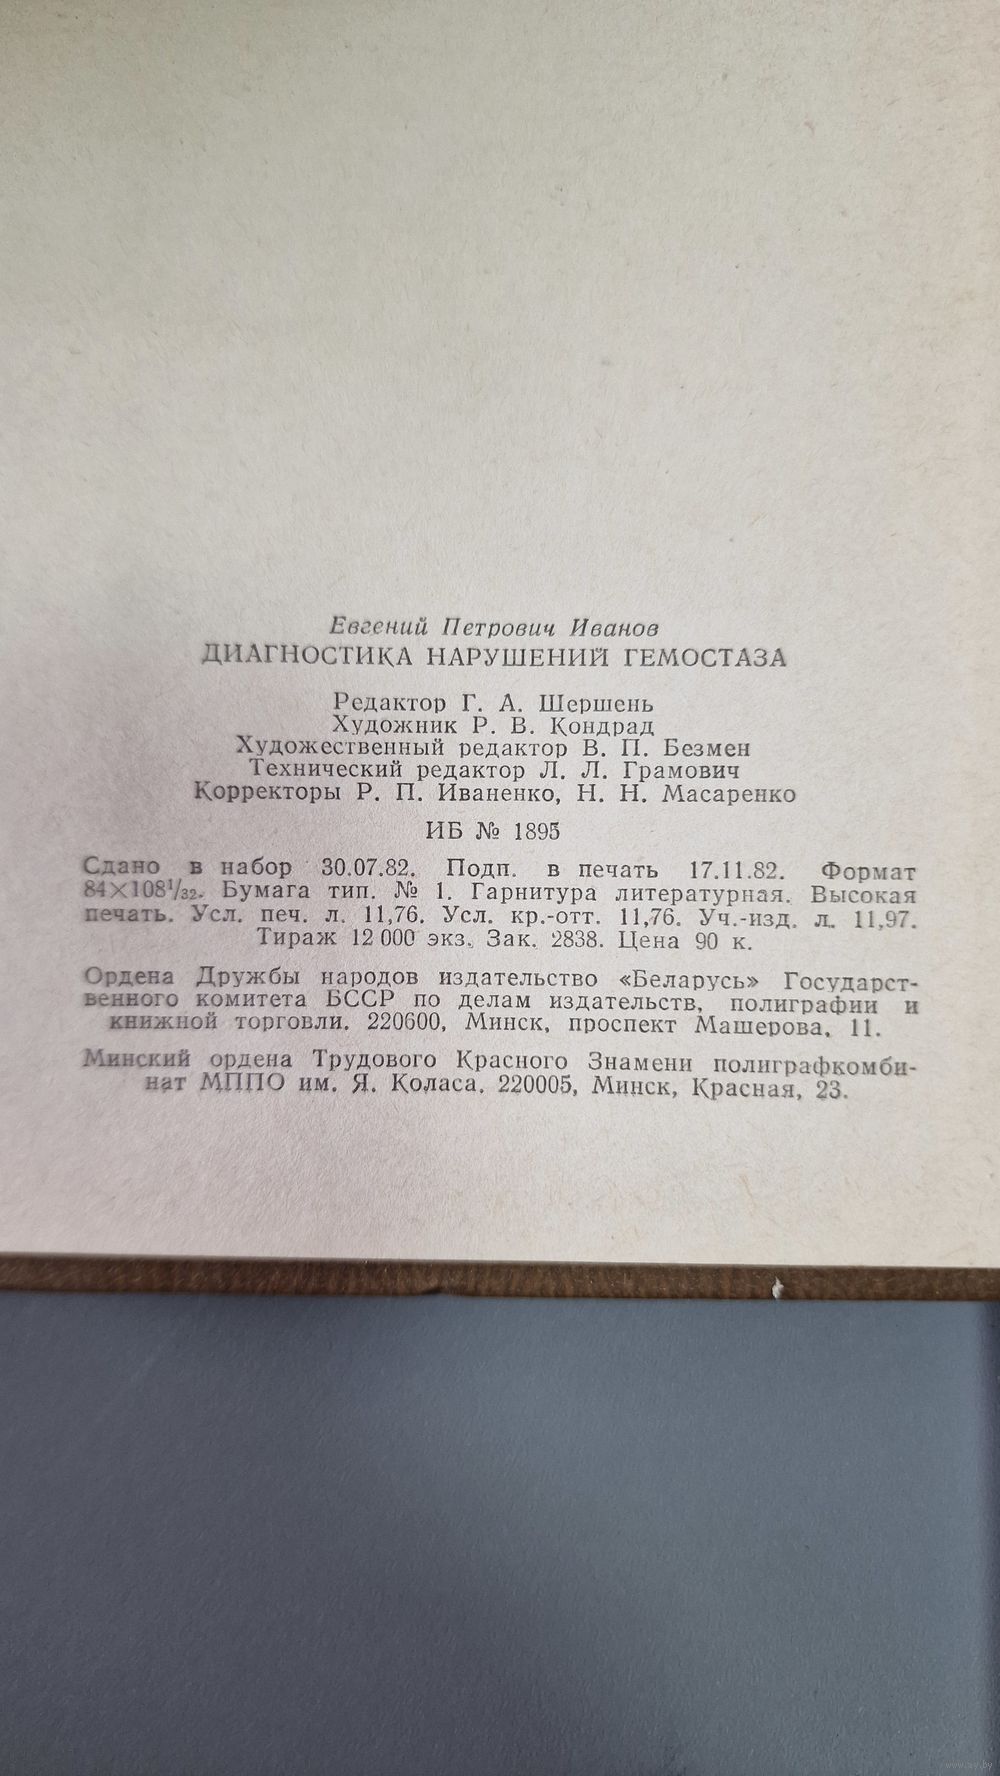 Евгений Петрович Иванов
ДИАГНОСТИКА НАРУШЕНИЙ ГЕМОСТАЗА
Редактор Г. А. Шершень
Художник Р. В. Кондрад
Художественный редактор В. П. Безмен
Технический редактор Л. Л. Грамович
Корректоры Р. П. Иваненко, Н. Н. Масаренко
ИБ № 1895
Сдано в набор 30.07.82. Подп. в печать 17.11.82. Формат
84×108¹/₃₂. Бумага тип. № 1. Гарнитура литературная. Высокая
печать. Усл. печ. л. 11,76. Усл. кр.-отт. 11,76. Уч.-изд. л. 11,97.
Тираж 12 000 экз. Зак. 2838. Цена 90 к.
Ордена Дружбы народов издательство «Беларусь» Государст-
венного комитета БССР по делам издательств, полиграфии и
книжной торговли. 220600, Минск, проспект Машерова, 11.
Минский ордена Трудового Красного Знамени полиграфкомби-
нат МППО им. Я. Коласа. 220005, Минск, Красная, 23.
www.ay.by